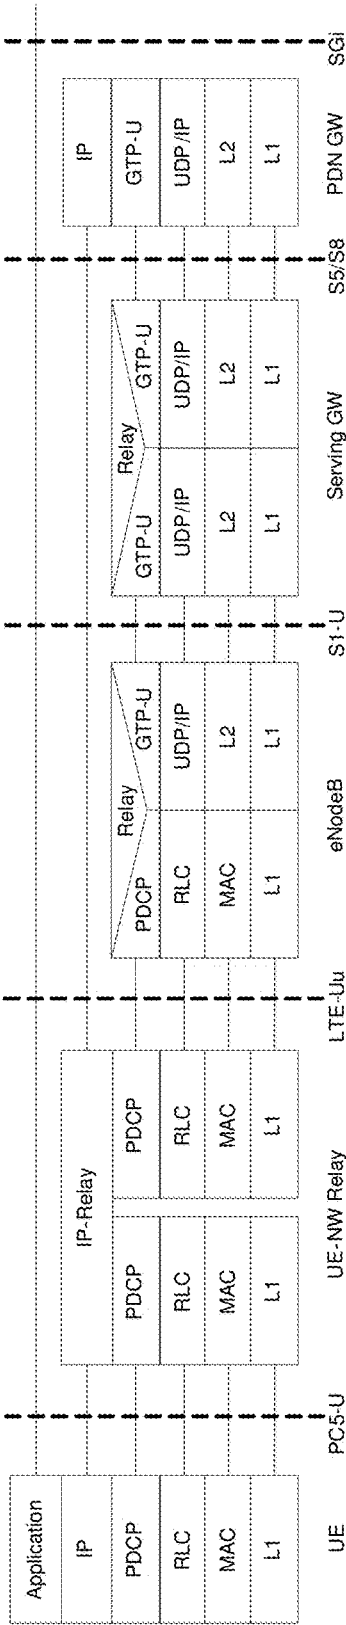 Application
IP
PDCP
RLC
MAC
L1
UE
PC5-U
IP-Relay
PDCP
RLC
MAC
L1
PDCP
RLC
MAC
L1
UE-NW Relay
LTE-Uu
Relay
PDCP
RLC
MAC
L1
GTP-U
UDP/IP
L2
L1
eNodeB
S1-U
Relay
GTP-U
UDP/IP
L2
L1
GTP-U
UDP/IP
L2
L1
Serving GW
S5/S8
IP
GTP-U
UDP/IP
L2
L1
PDN GW
SGi